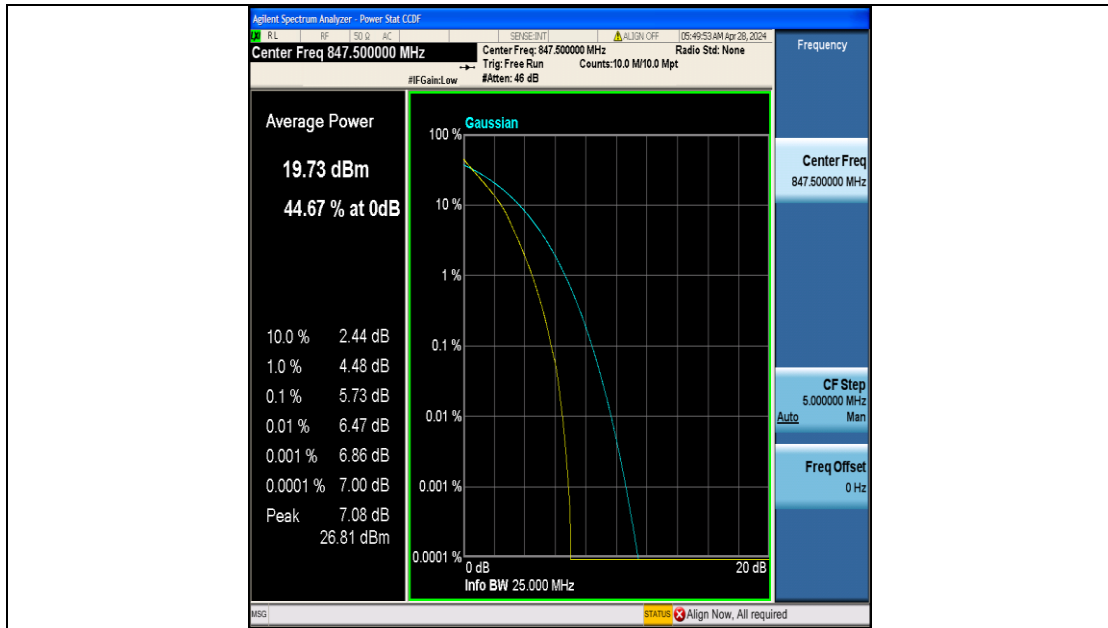 Agilent Spectrum Analyzer - Power Stat CCDF
RL RF 50 Ω AC SENSE:INT ALIGN OFF 05:49:53 AM Apr 28, 2024
Center Freq 847.500000 MHz
Center Freq: 847.500000 MHz Radio Std: None
Trig: Free Run Counts:10.0 M/10.0 Mpt
#IFGain:Low #Atten: 46 dB
Average Power
19.73 dBm
44.67 % at 0dB
10.0 % 2.44 dB
1.0 % 4.48 dB
0.1 % 5.73 dB
0.01 % 6.47 dB
0.001 % 6.86 dB
0.0001 % 7.00 dB
Peak 7.08 dB
26.81 dBm
Gaussian
100 %
10 %
1 %
0.1 %
0.01 %
0.001 %
0.0001 %
0 dB 20 dB
Info BW 25.000 MHz
Frequency
Center Freq
847.500000 MHz
CF Step
5.000000 MHz
Auto Man
Freq Offset
0 Hz
MSG STATUS Align Now, All required